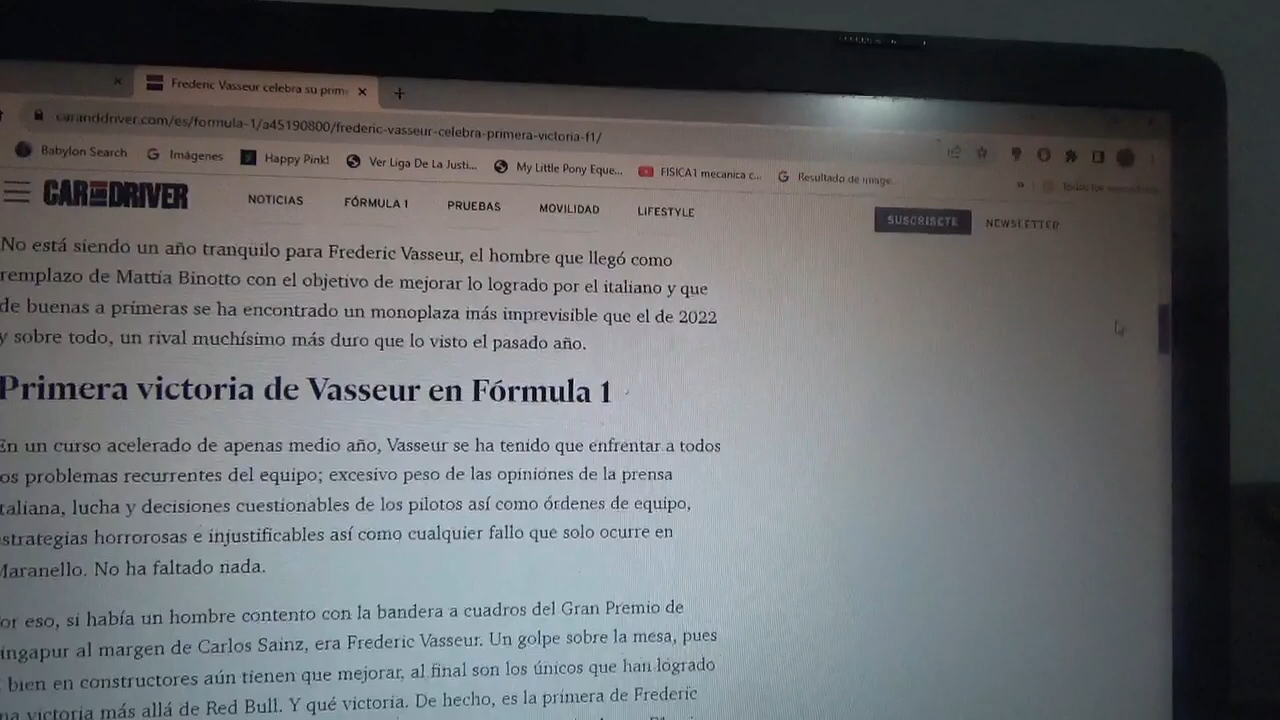 Frederic Vasseur celebra su prim
caranddriver.com/es/formula-1/a45190800/frederic-vasseur-celebra-primera-victoria-f1/
Babylon Search Imágenes Happy Pink! Ver Liga De La Justi... My Little Pony Eque... FISICA1 mecanica c... Resultado de image...
» Todos los
CAR AND DRIVER NOTICIAS FÓRMULA 1 PRUEBAS MOVILIDAD LIFESTYLE SUSCRÍBETE NEWSLETTER
No está siendo un año tranquilo para Frederic Vasseur, el hombre que llegó como
remplazo de Mattia Binotto con el objetivo de mejorar lo logrado por el italiano y que
de buenas a primeras se ha encontrado un monoplaza más imprevisible que el de 2022
y sobre todo, un rival muchísimo más duro que lo visto el pasado año.
Primera victoria de Vasseur en Fórmula 1
En un curso acelerado de apenas medio año, Vasseur se ha tenido que enfrentar a todos
os problemas recurrentes del equipo; excesivo peso de las opiniones de la prensa
taliana, lucha y decisiones cuestionables de los pilotos así como órdenes de equipo,
strategias horrorosas e injustificables así como cualquier fallo que solo ocurre en
Maranello. No ha faltado nada.
or eso, si había un hombre contento con la bandera a cuadros del Gran Premio de
ingapur al margen de Carlos Sainz, era Frederic Vasseur. Un golpe sobre la mesa, pues
bien en constructores aún tienen que mejorar, al final son los únicos que han logrado
na victoria más allá de Red Bull. Y qué victoria. De hecho, es la primera de Frederic